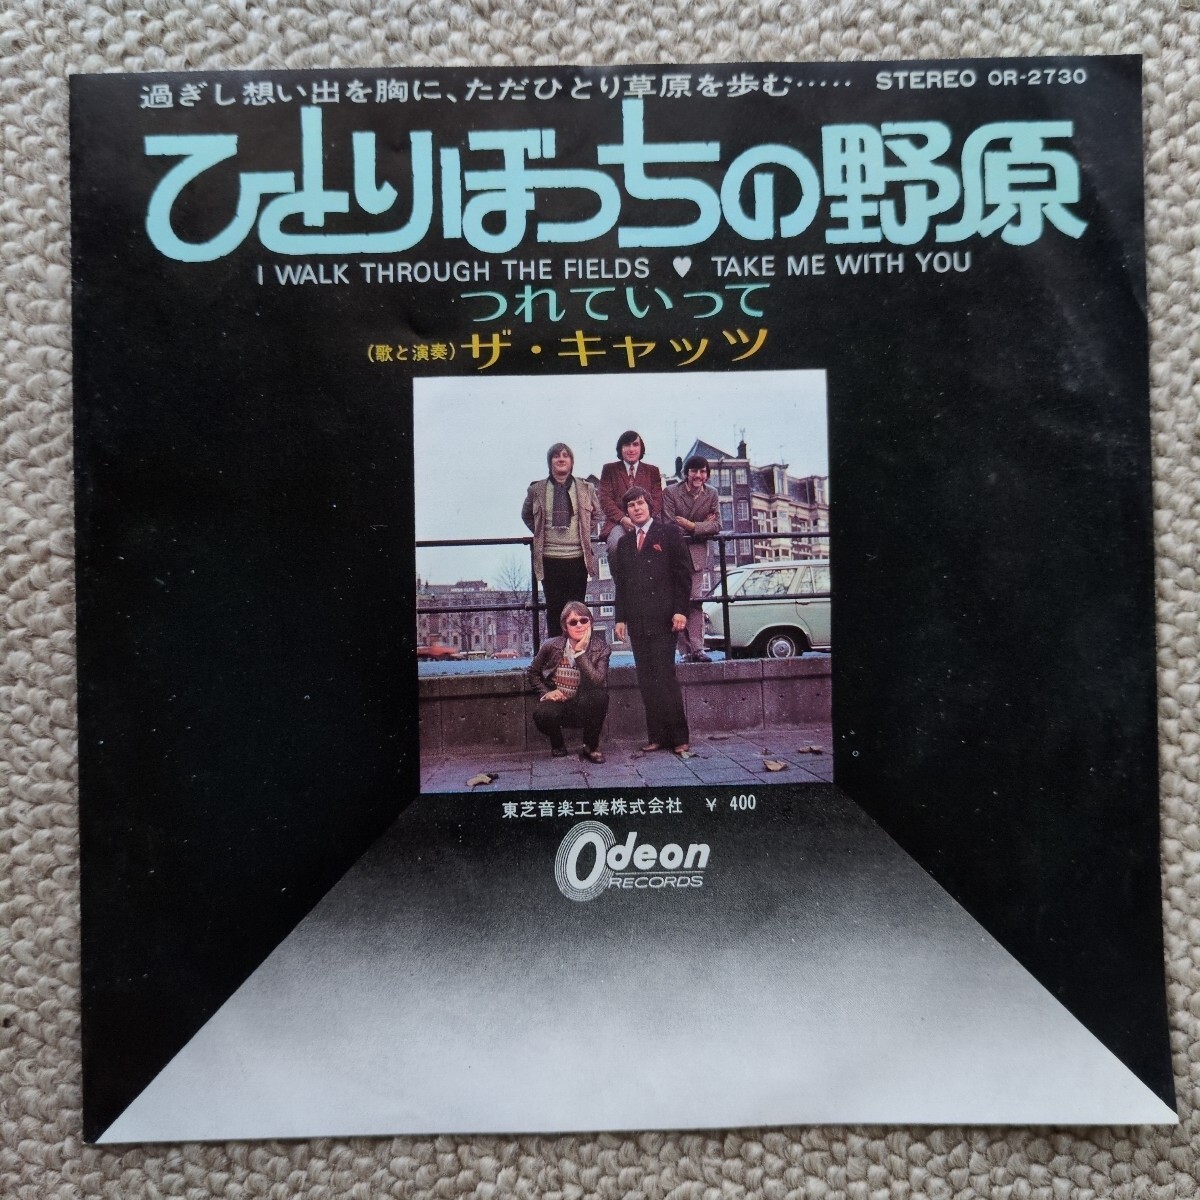 過ぎし想い出を胸に、ただひとり草原を歩む‥‥‥ STEREO OR-2730
ひとりぼっちの野原
I WALK THROUGH THE FIELDS ♥ TAKE ME WITH YOU
つれていって
(歌と演奏)ザ・キャッツ
東芝音楽工業株式会社 ¥ 400
Odeon
RECORDS